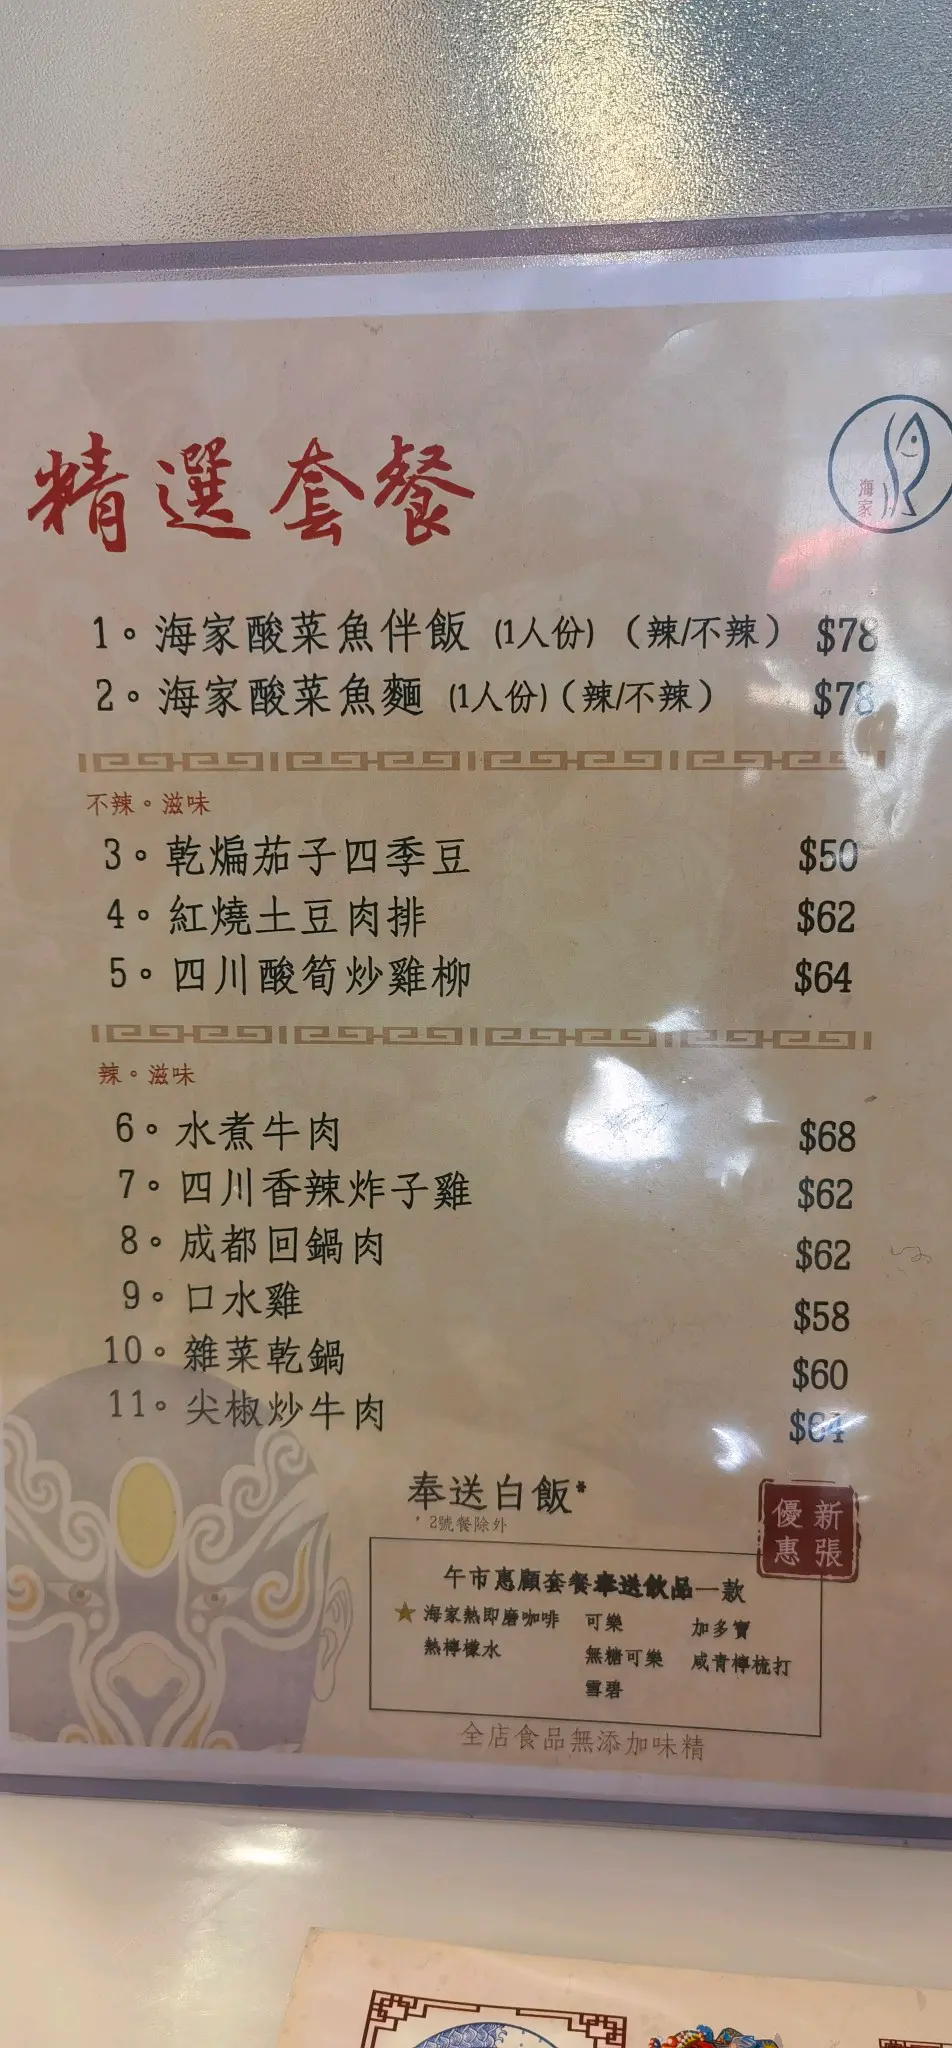 精選套餐
海家
1。海家酸菜魚伴飯 (1人份) (辣/不辣) $78
2。海家酸菜魚麵 (1人份) (辣/不辣) $78
不辣。滋味
3。乾煸茄子四季豆 $50
4。紅燒土豆肉排 $62
5。四川酸筍炒雞柳 $64
辣。滋味
6。水煮牛肉 $68
7。四川香辣炸子雞 $62
8。成都回鍋肉 $62
9。口水雞 $58
10。雜菜乾鍋 $60
11。尖椒炒牛肉 $64
奉送白飯*
* 2號餐除外
新張優惠
午市惠顧套餐奉送飲品一款
★ 海家熱即磨咖啡 可樂 加多寶
熱檸檬水 無糖可樂 咸青檸梳打
雪碧
全店食品無添加味精